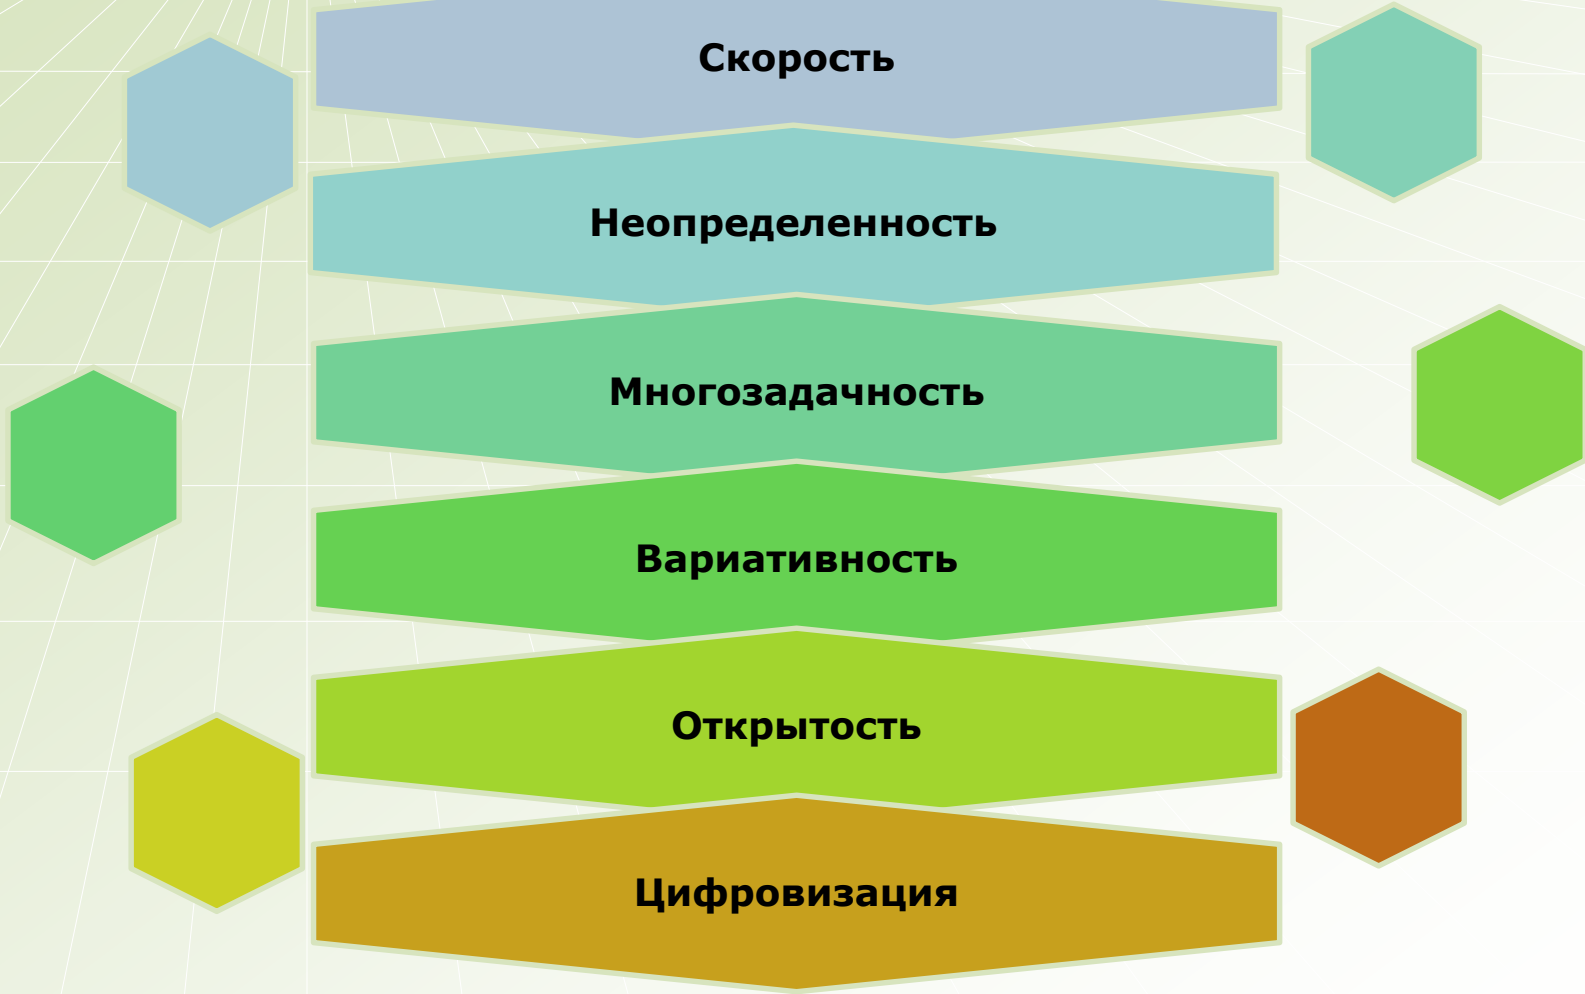 Скорость
Неопределенность
Многозадачность
Вариативность
Открытость
Цифровизация